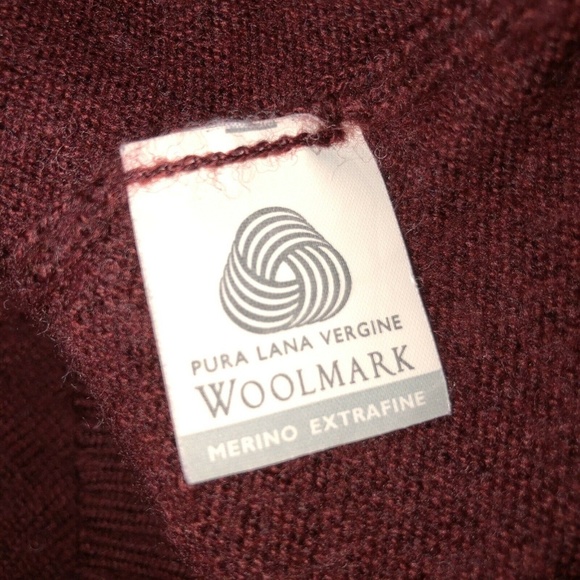 PURA LANA VERGINE
WOOLMARK
MERINO EXTRAFINE